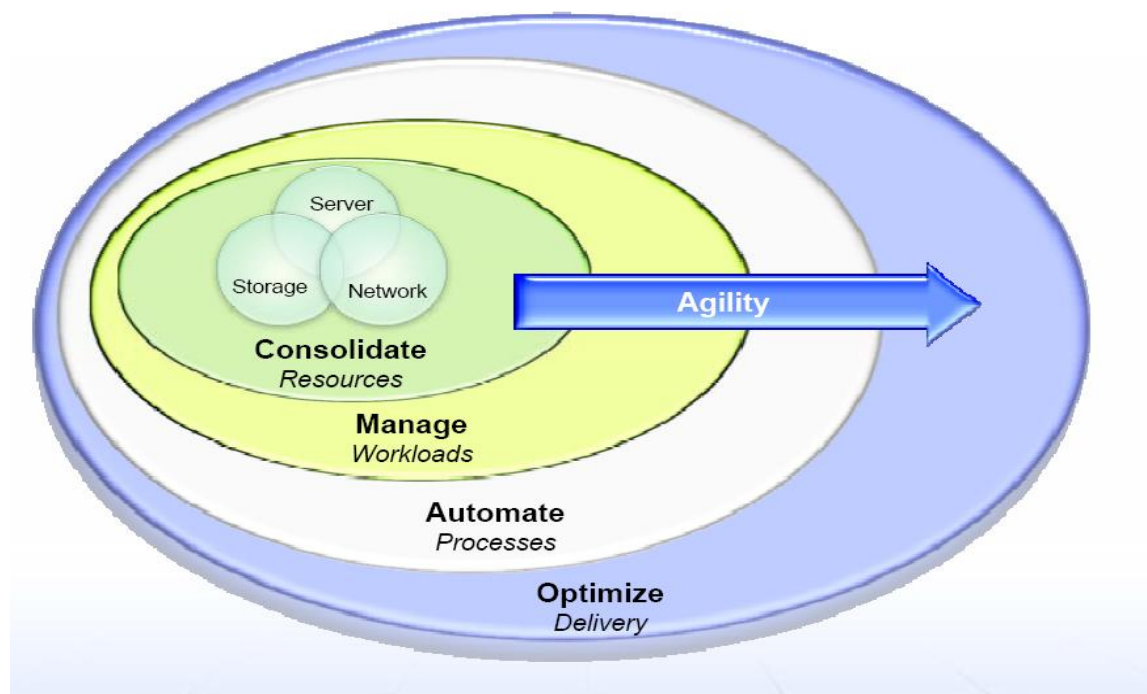 Server
Storage
Network
Consolidate
Resources
Agility
Manage
Workloads
Automate
Processes
Optimize
Delivery